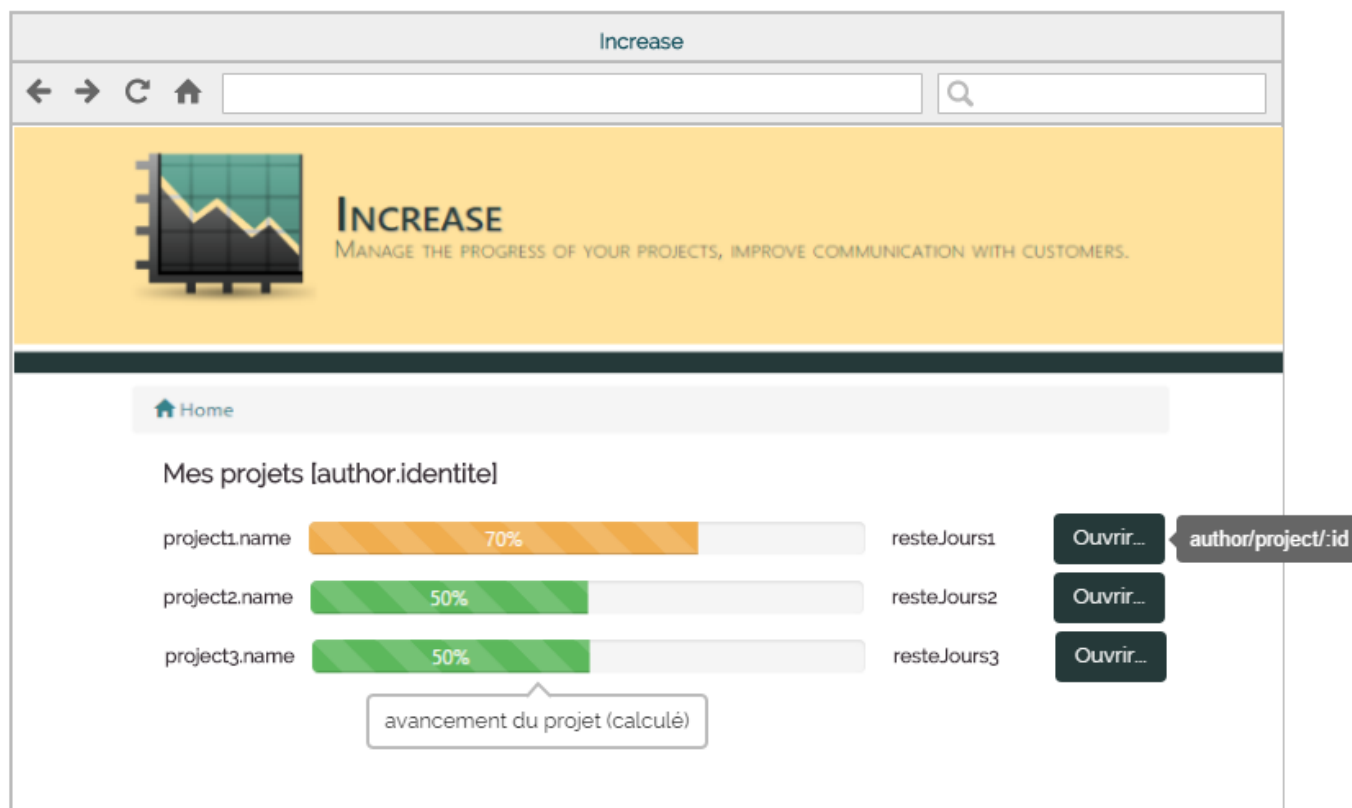 Increase
INCREASE
MANAGE THE PROGRESS OF YOUR PROJECTS, IMPROVE COMMUNICATION WITH CUSTOMERS.
Home
Mes projets [author.identite]
project1.name 70% resteJours1 Ouvrir... author/project/:id
project2.name 50% resteJours2 Ouvrir...
project3.name 50% resteJours3 Ouvrir...
avancement du projet (calculé)